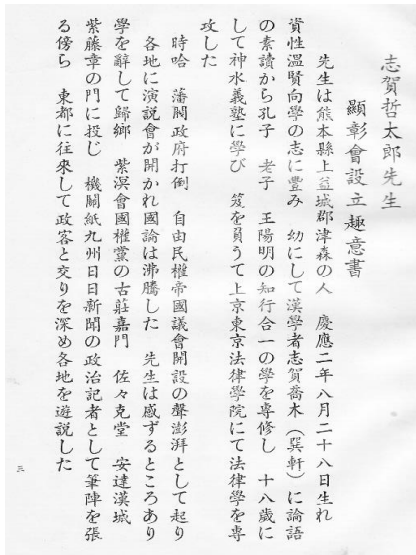 志賀哲太郎先生
顯彰會設立趣意書
先生は熊本縣上益城郡津森の人 慶應二年八月二十八日生れ
資性温賢向學の志に豐み 幼にして漢學者志賀喬木（巽軒）に論語
の素讀から孔子 老子 王陽明の知行合一の學を専修し 十八歳に
して神水義塾に學び 笈を負うて上京東京法律學院にて法律學を専
攻した
時哈 藩閥政府打倒 自由民權帝國議會開設の聲澎湃として起り
各地に演説會が開かれ國論は沸騰した 先生は感ずるところあり
學を辭して歸鄉 紫溟會國權黨の古莊嘉門 佐々克堂 安達漢城
紫藤章の門に投じ 機關紙九州日日新聞の政治記者として筆陣を張
る傍ら 東都に往來して政客と交りを深め各地を遊説した
三